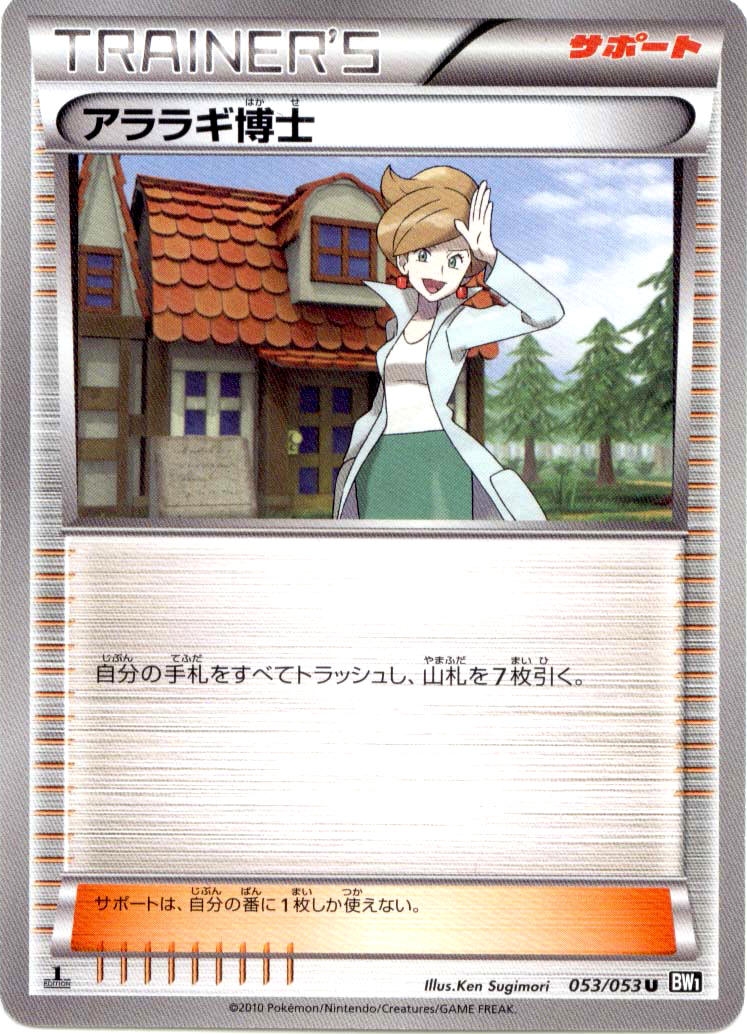 TRAINER'S
サポート
アララギ博士
はかせ
じぶん てふだ やまふだ まい ひ
自分の手札をすべてトラッシュし、山札を7枚引く。
じぶん ばん まい つか
サポートは、自分の番に1枚しか使えない。
1
EDITION
Illus.Ken Sugimori 053/053 U BW1
©2010 Pokémon/Nintendo/Creatures/GAME FREAK.